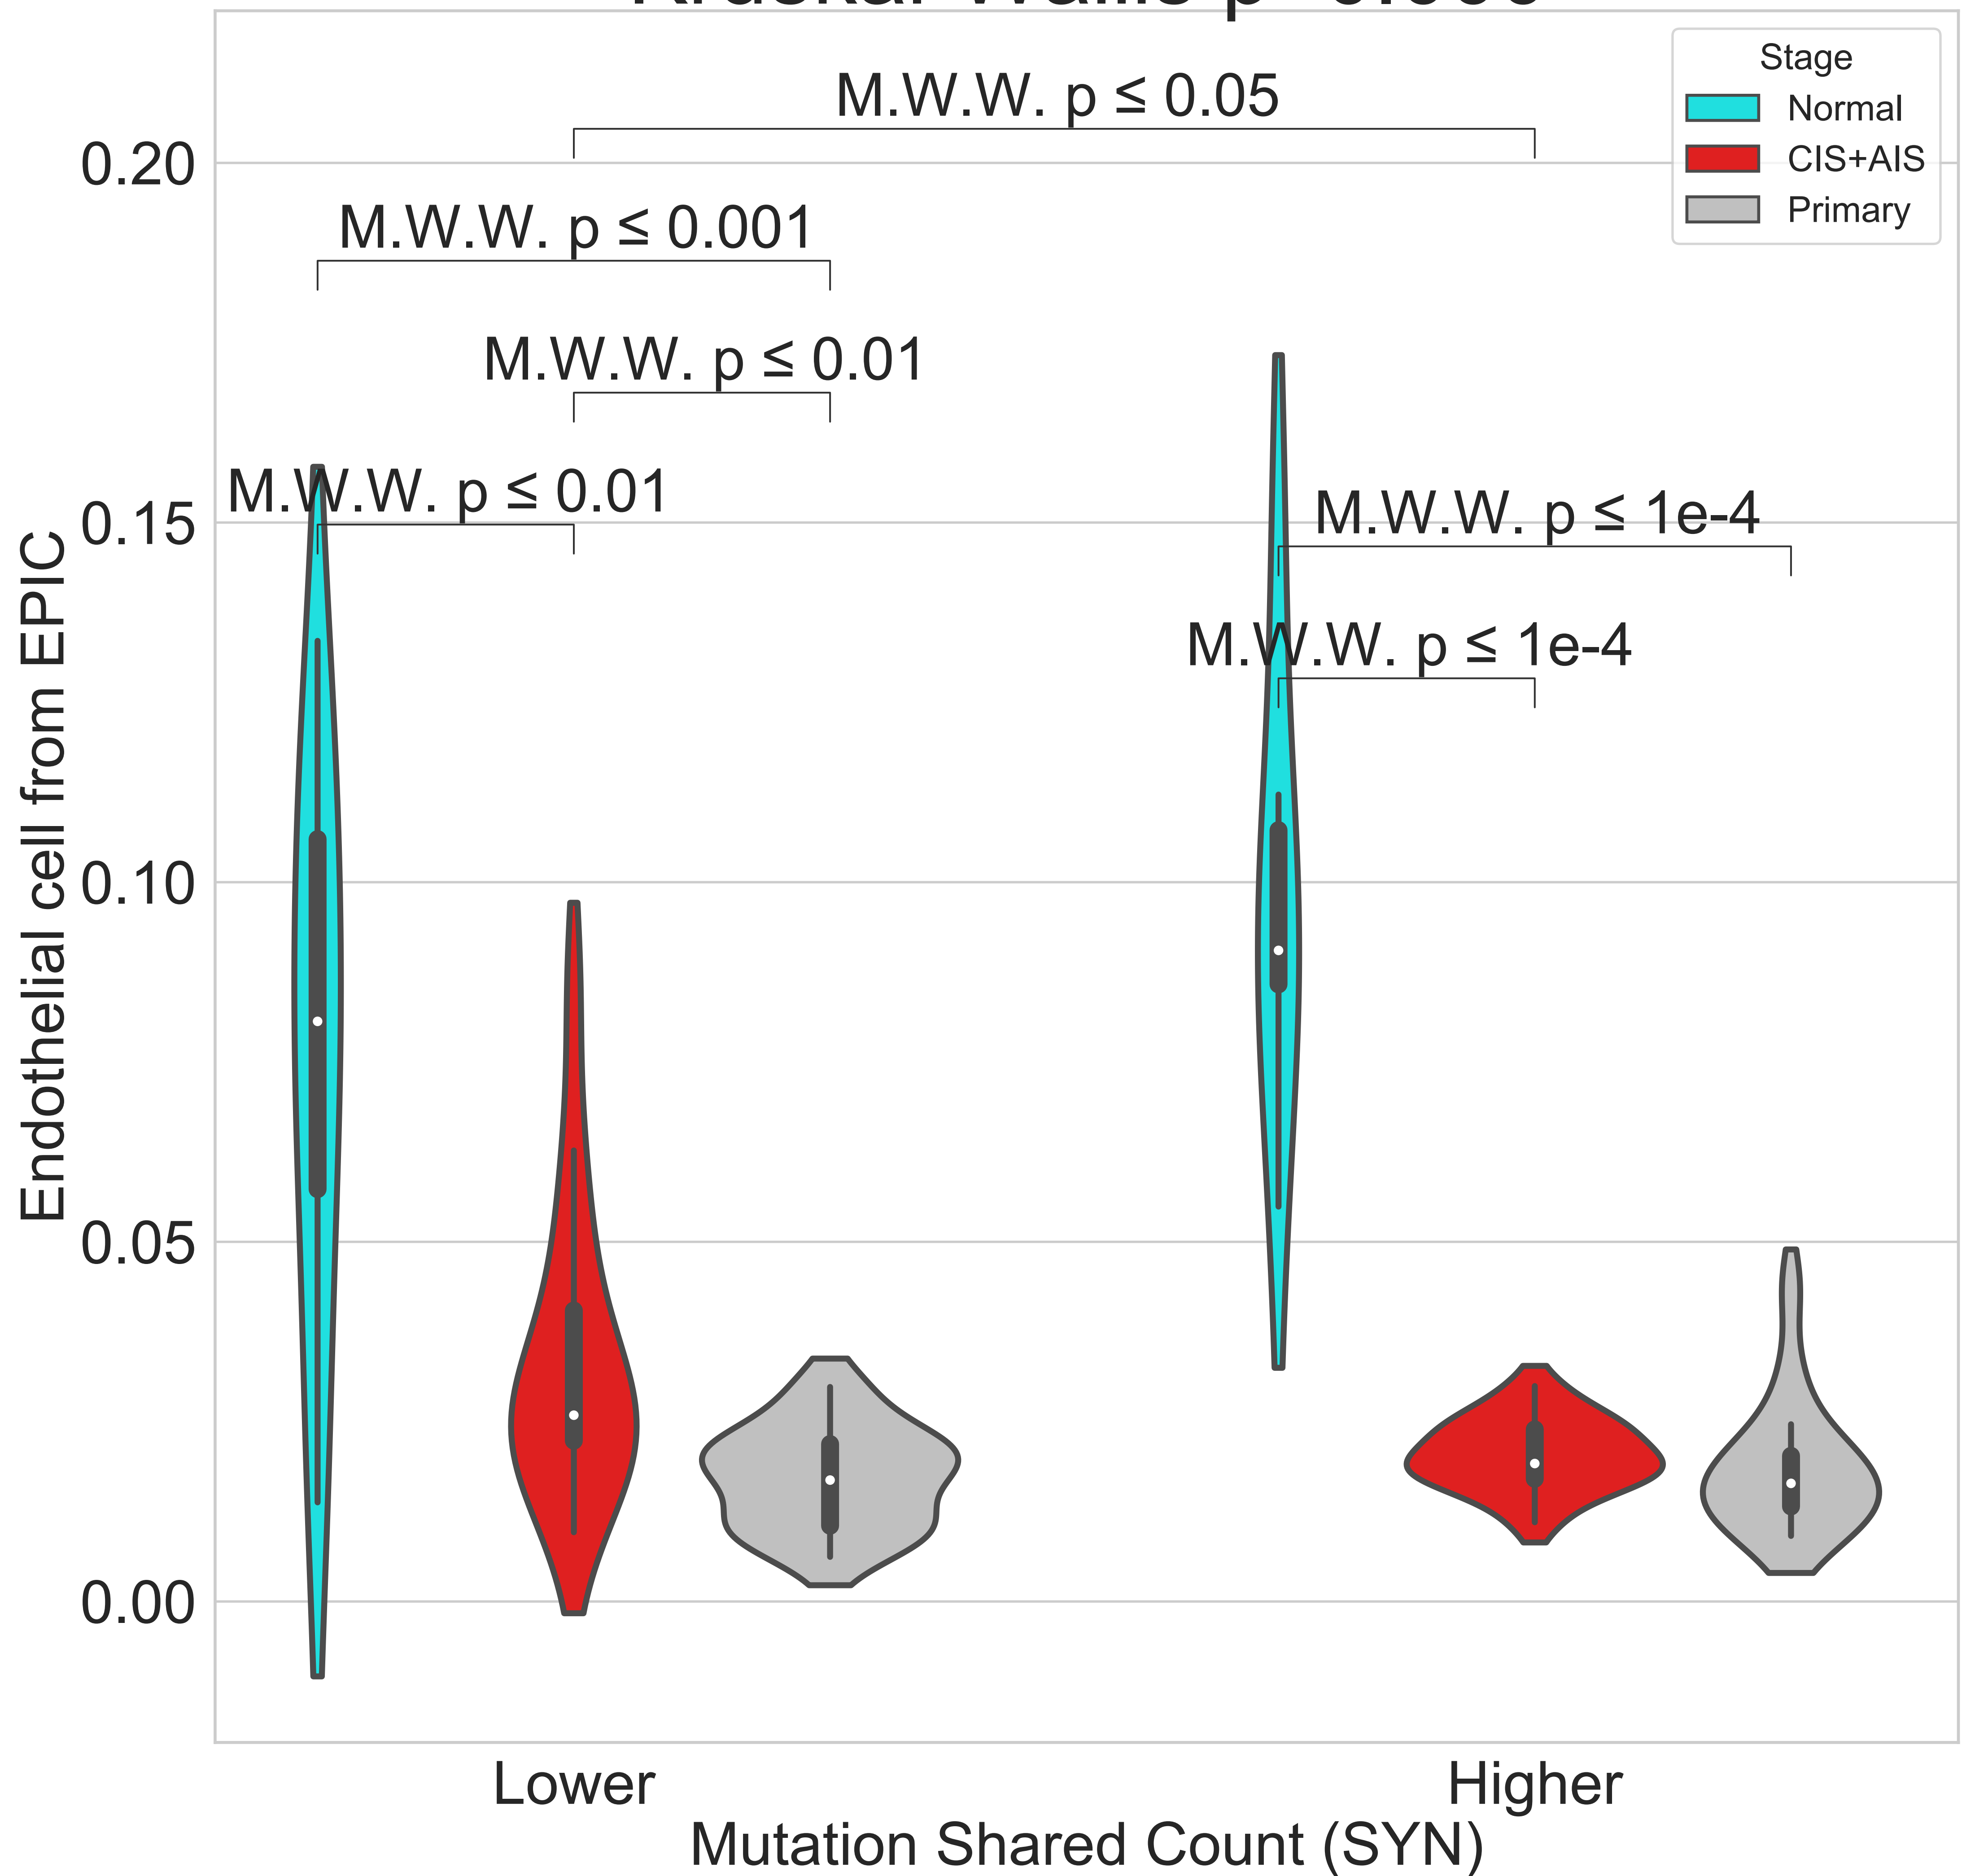 Stage
Normal
CIS+AIS
Primary
M.W.W. p ≤ 0.05
M.W.W. p ≤ 0.001
M.W.W. p ≤ 0.01
M.W.W. p ≤ 0.01
M.W.W. p ≤ 1e-4
M.W.W. p ≤ 1e-4
0.20
0.15
0.10
0.05
0.00
Endothelial cell from EPIC
Lower
Higher
Mutation Shared Count (SYN)